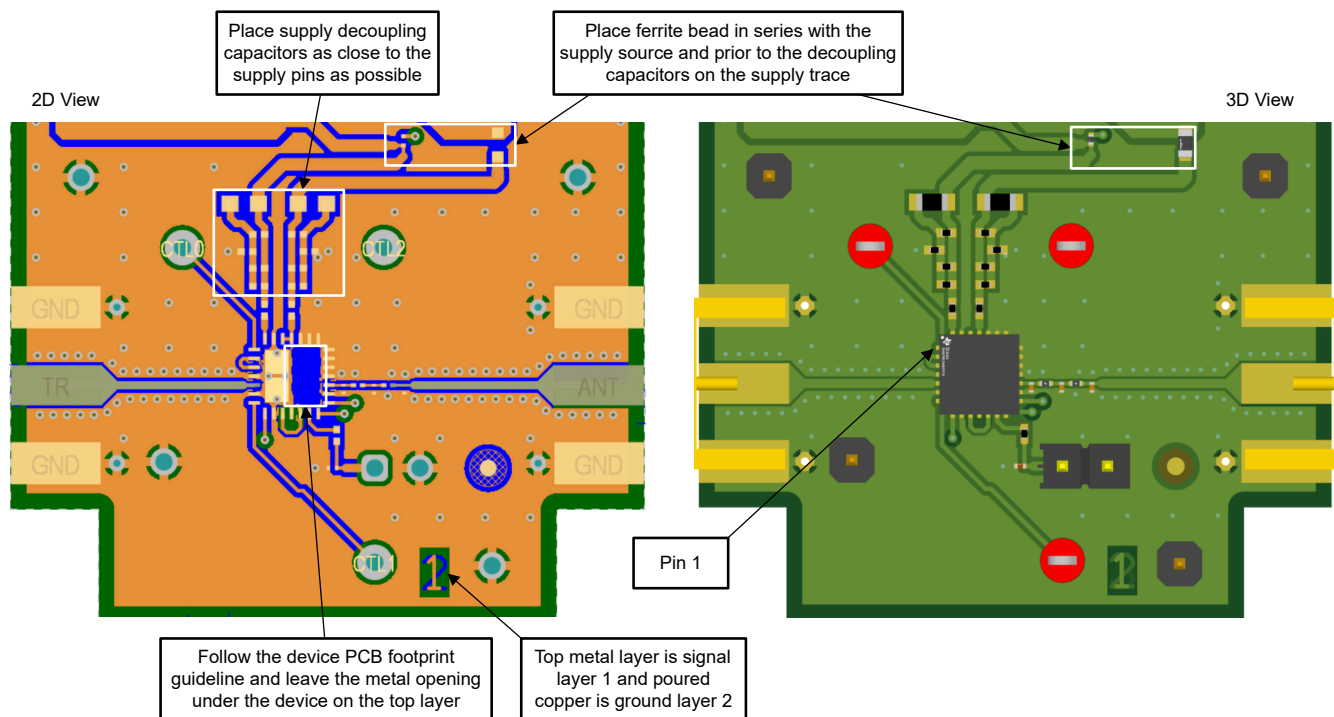 Place supply decoupling
capacitors as close to the
supply pins as possible
Place ferrite bead in series with the
supply source and prior to the decoupling
capacitors on the supply trace
2D View
3D View
CTL0
CTL2
GND
GND
TR
ANT
GND
GND
CTL1
1
2
12
Pin 1
Follow the device PCB footprint
guideline and leave the metal opening
under the device on the top layer
Top metal layer is signal
layer 1 and poured
copper is ground layer 2